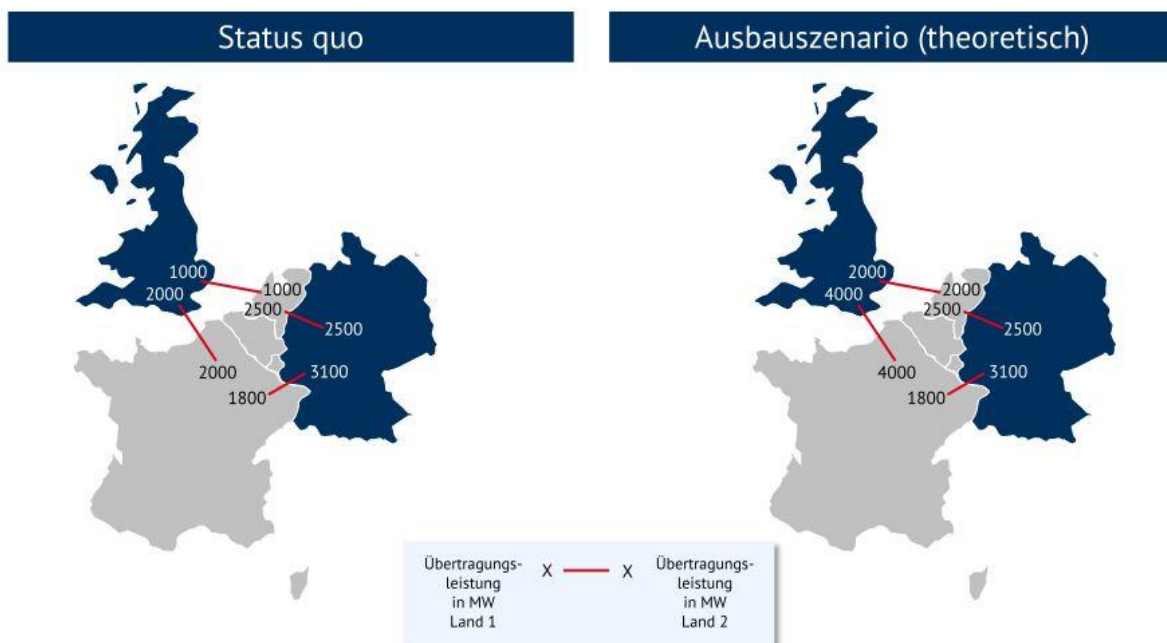 Status quo
Ausbauszenario (theoretisch)
1000
1000
2000
2500
2500
2000
3100
1800
2000
2000
4000
2500
2500
4000
3100
1800
Übertragungs-
leistung
in MW
Land 1
X
X
Übertragungs-
leistung
in MW
Land 2